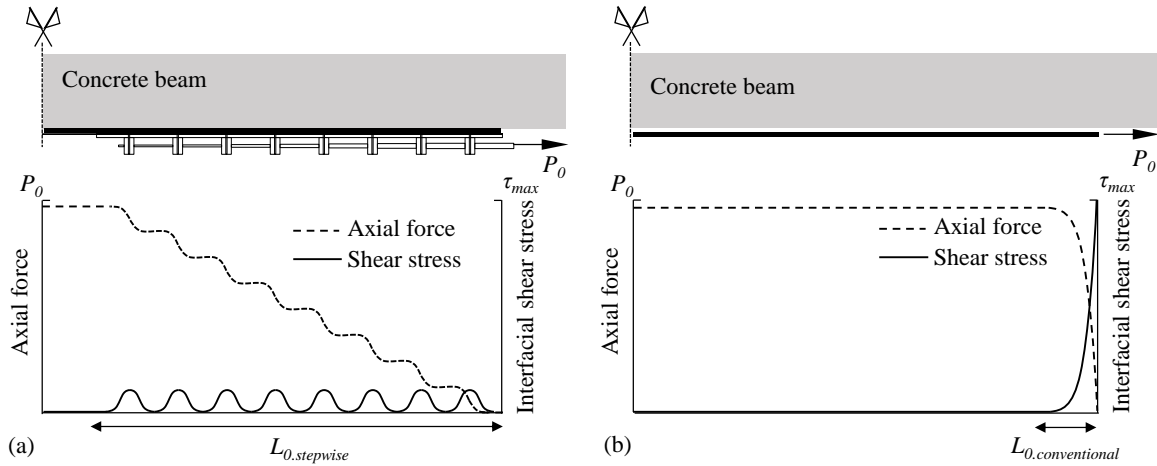 Concrete beam
P0
P0
τmax
Axial force
Shear stress
Axial force
Interfacial shear stress
(a)
L0.stepwise
Concrete beam
P0
P0
τmax
Axial force
Shear stress
Axial force
Interfacial shear stress
(b)
L0.conventional